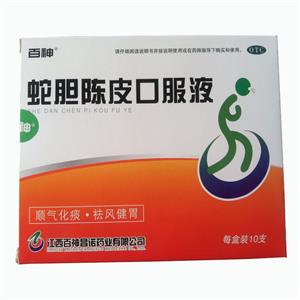 百神®
请仔细阅读说明书并按说明使用或在药师指导下购买和使用。
OTC
蛇胆陈皮口服液
SHE DAN CHEN PI KOU FU YE
神®
顺气化痰·祛风健胃
江西百神昌诺药业有限公司
每盒装10支